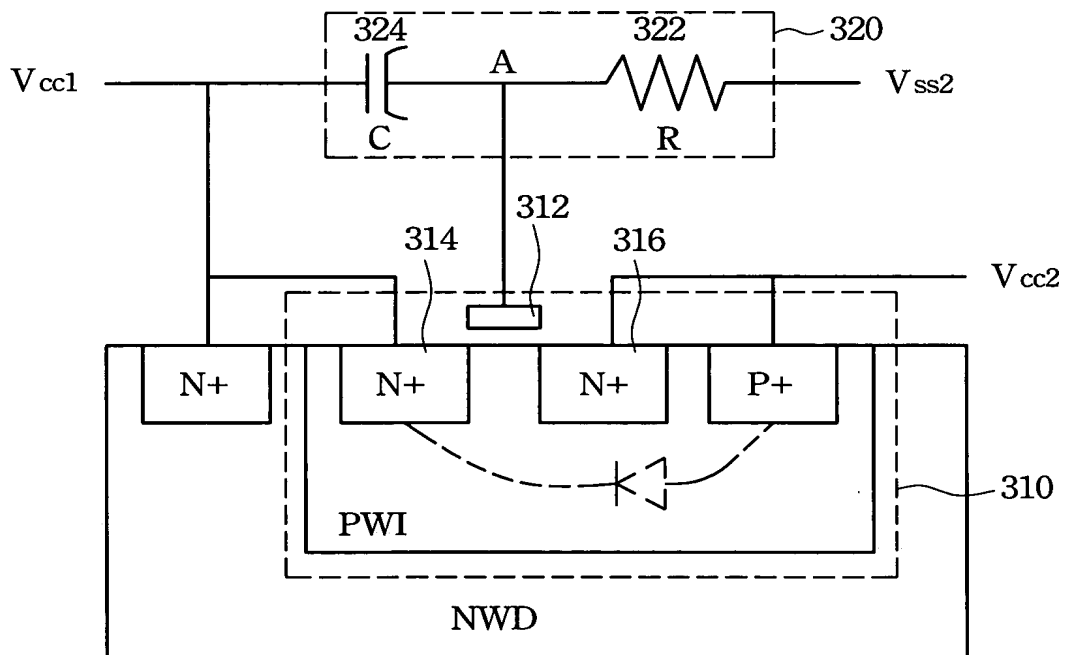 324
322
320
Vcc1
A
Vss2
C
R
312
314
316
Vcc2
N+
N+
N+
P+
310
PWI
NWD